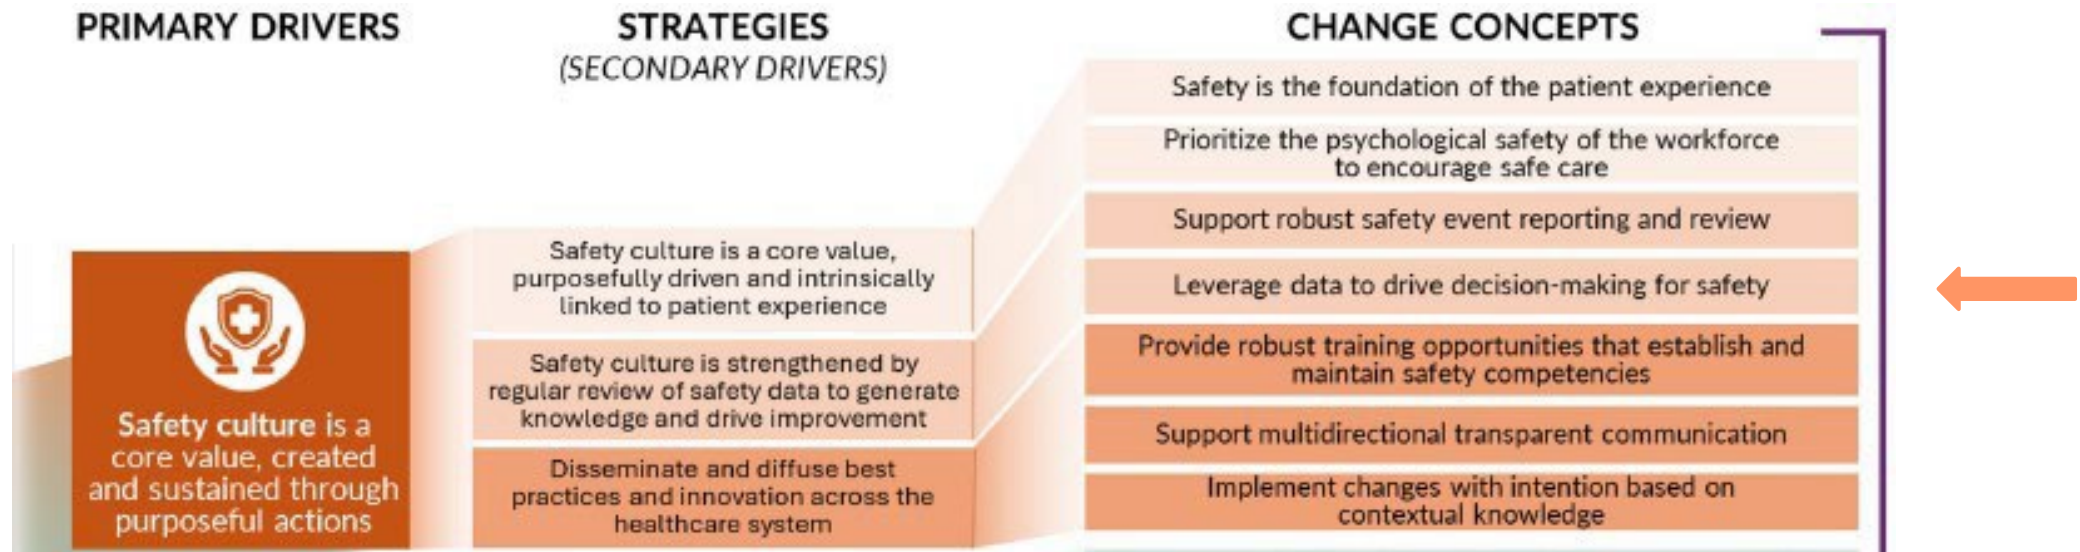 PRIMARY DRIVERS
STRATEGIES
(SECONDARY DRIVERS)
CHANGE CONCEPTS
Safety culture is a
core value, created
and sustained through
purposeful actions
Safety culture is a core value,
purposefully driven and intrinsically
linked to patient experience
Safety culture is strengthened by
regular review of safety data to generate
knowledge and drive improvement
Disseminate and diffuse best
practices and innovation across the
healthcare system
Safety is the foundation of the patient experience
Prioritize the psychological safety of the workforce
to encourage safe care
Support robust safety event reporting and review
Leverage data to drive decision-making for safety
Provide robust training opportunities that establish and
maintain safety competencies
Support multidirectional transparent communication
Implement changes with intention based on
contextual knowledge